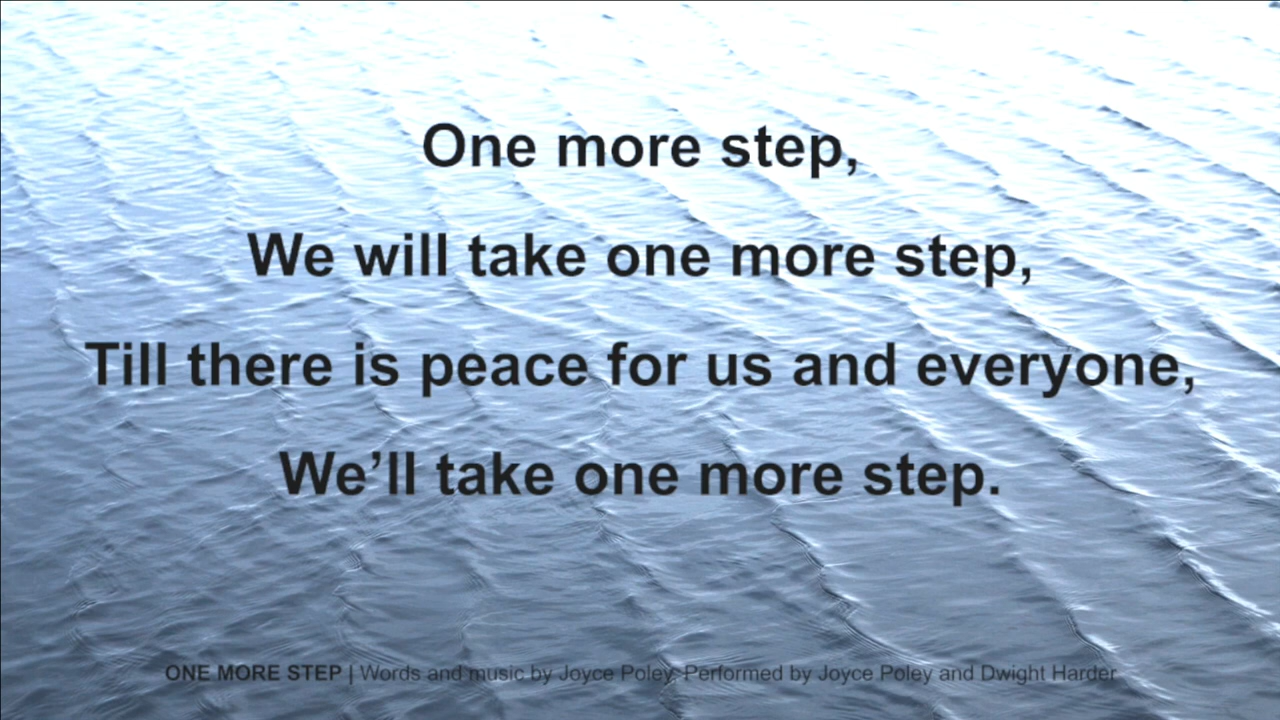 One more step,
We will take one more step,
Till there is peace for us and everyone,
We’ll take one more step.
ONE MORE STEP | Words and music by Joyce Poley. Performed by Joyce Poley and Dwight Harder